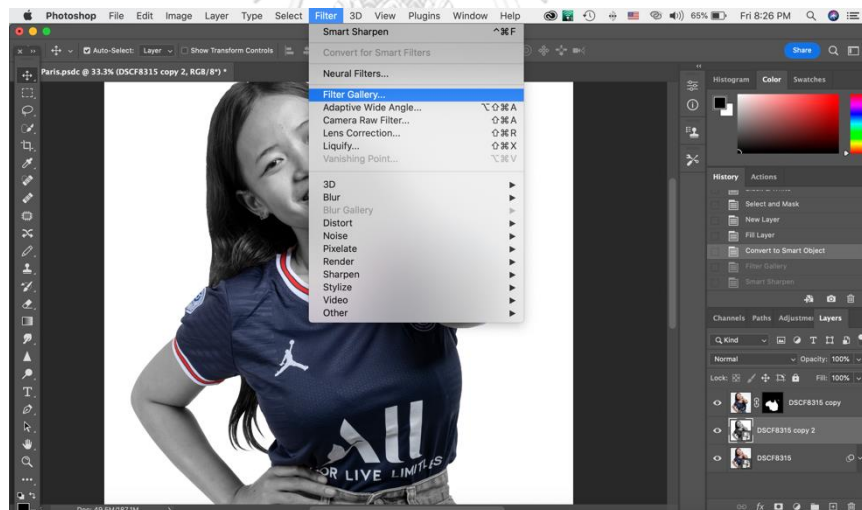 Photoshop File Edit Image Layer Type Select Filter 3D View Plugins Window Help 65% Fri 8:26 PM
Auto-Select: Layer Show Transform Controls Share
Paris.psdc @ 33.3% (DSCF8315 copy 2, RGB/8*) *
Smart Sharpen ^⌘F
Convert for Smart Filters
Neural Filters...
Filter Gallery...
Adaptive Wide Angle... ⌥⇧⌘A
Camera Raw Filter... ⇧⌘A
Lens Correction... ⇧⌘R
Liquify... ⇧⌘X
Vanishing Point... ⌥⌘V
3D
Blur
Blur Gallery
Distort
Noise
Pixelate
Render
Sharpen
Stylize
Video
Other
ALL
LIVE
Histogram Color Swatches
History Actions
Select and Mask
New Layer
Fill Layer
Convert to Smart Object
Filter Gallery
Smart Sharpen
Channels Paths Adjustme Layers
Kind
Normal Opacity: 100%
Lock: Fill: 100%
DSCF8315 copy
DSCF8315 copy 2
DSCF8315
fx